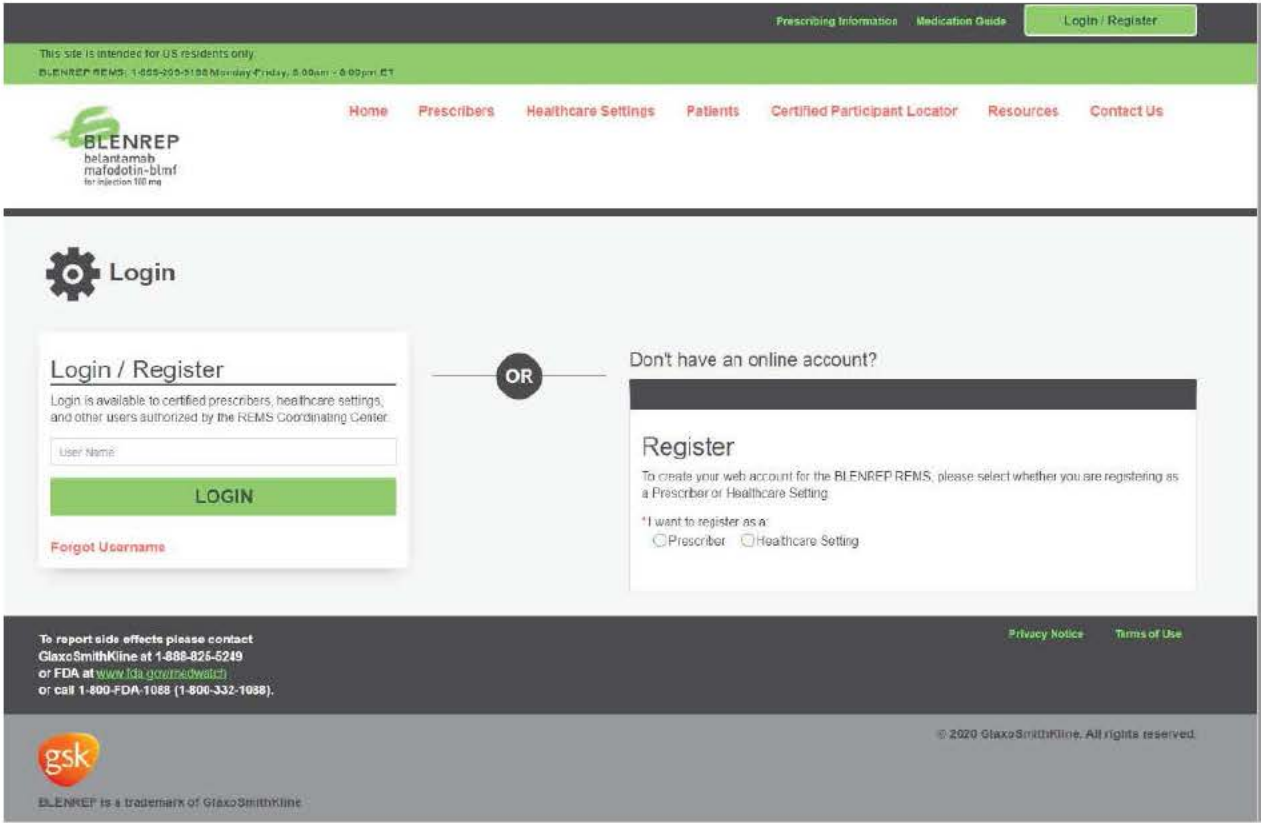 Prescribing Information Medication Guide Login / Register
This site is intended for US residents only.
BLENREP REMS: Monday-Friday, 8:00am - 8:00pm ET
Home Prescribers Healthcare Settings Patients Certified Participant Locator Resources Contact Us
BLENREP
belantamab
mafodotin-blmf
for injection 100 mg
Login
Login / Register
Login is available to certified prescribers, healthcare settings,
and other users authorized by the REMS Coordinating Center.
User Name
LOGIN
Forgot Username
OR
Don't have an online account?
Register
To create your web account for the BLENREP REMS, please select whether you are registering as
a Prescriber or Healthcare Setting
*I want to register as a:
Prescriber Healthcare Setting
To report side effects please contact
GlaxoSmithKline at 1-888-825-5249
or FDA at www.fda.gov/medwatch
or call 1-800-FDA-1088 (1-800-332-1088).
Privacy Notice Terms of Use
gsk
© 2020 GlaxoSmithKline. All rights reserved.
BLENREP is a trademark of GlaxoSmithKline